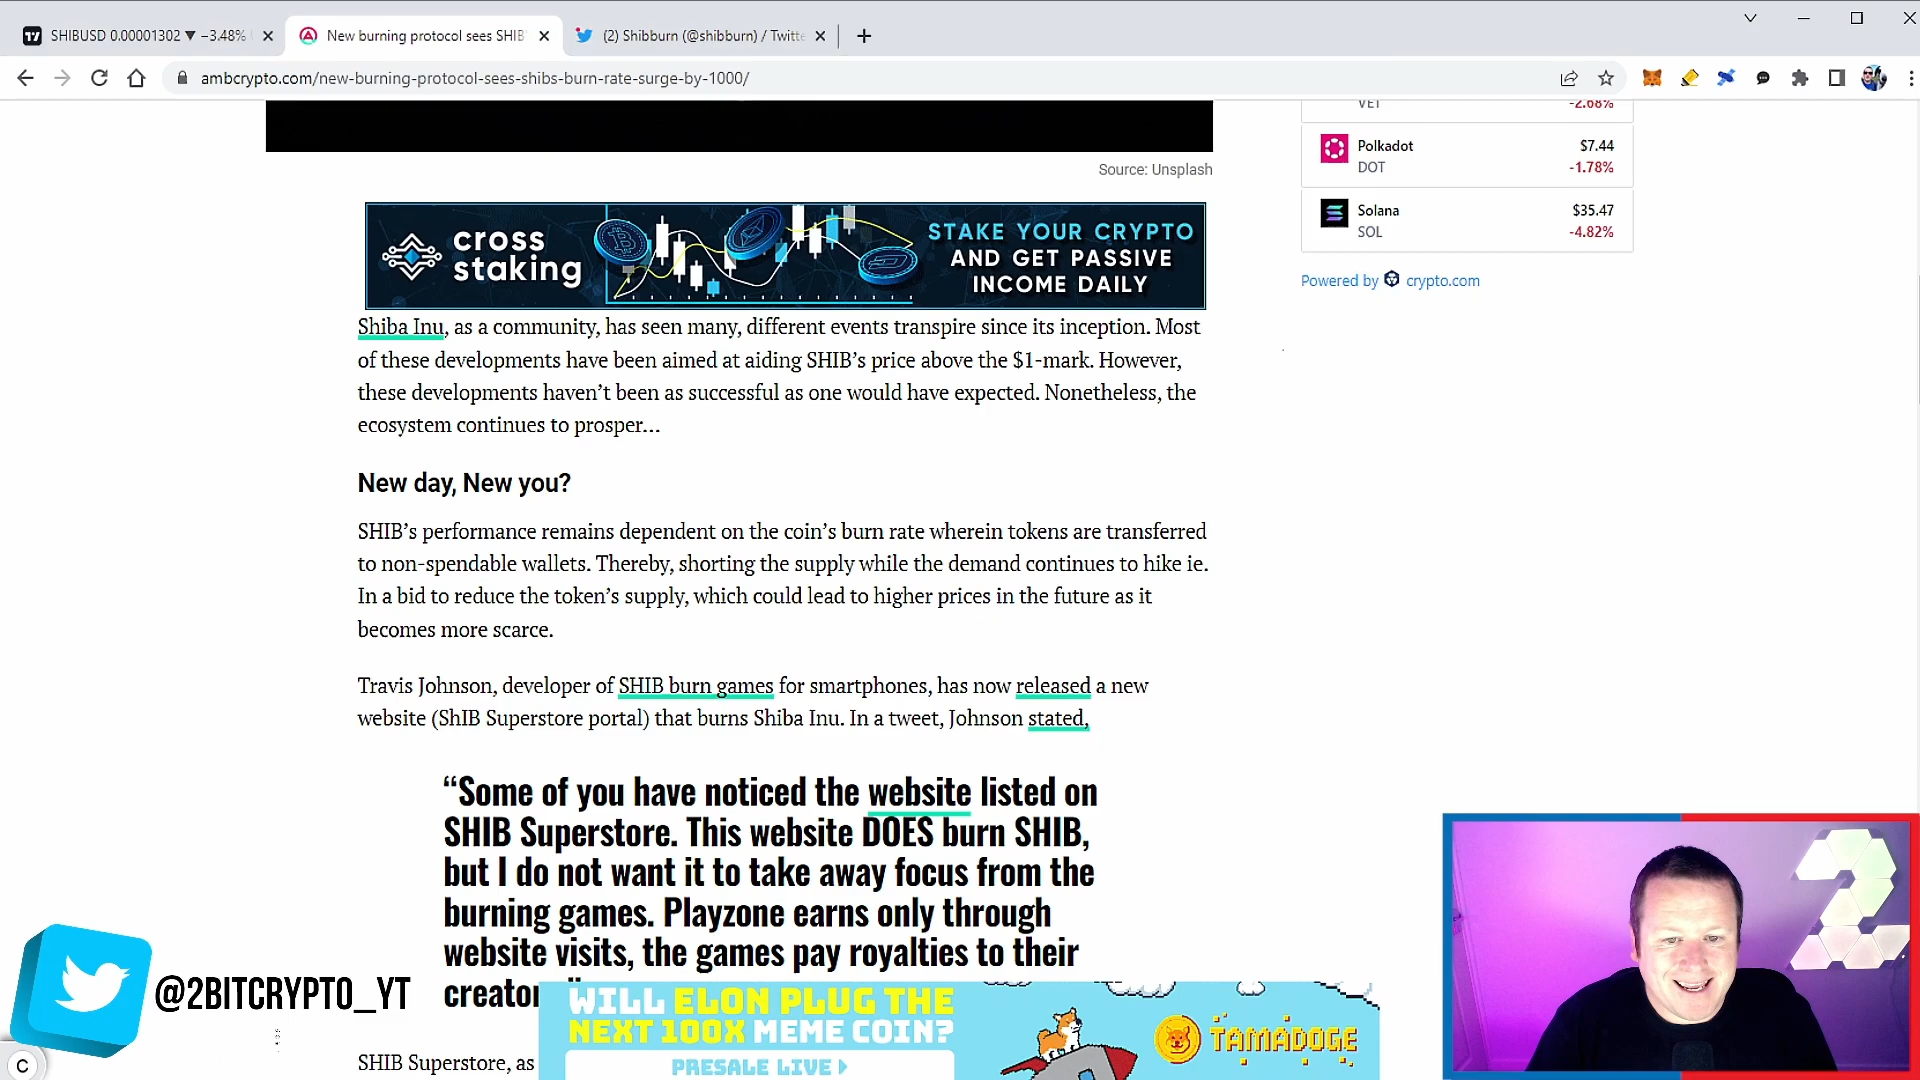 SHIBUSD 0.00001302 ▼ −3.48%
New burning protocol sees SHIB'
(2) Shibburn (@shibburn) / Twitte
ambcrypto.com/new-burning-protocol-sees-shibs-burn-rate-surge-by-1000/
VET -2.68%
Polkadot $7.44
DOT -1.78%
Solana $35.47
SOL -4.82%
Powered by crypto.com
Source: Unsplash
cross staking
STAKE YOUR CRYPTO
AND GET PASSIVE
INCOME DAILY
Shiba Inu, as a community, has seen many, different events transpire since its inception. Most
of these developments have been aimed at aiding SHIB’s price above the $1-mark. However,
these developments haven’t been as successful as one would have expected. Nonetheless, the
ecosystem continues to prosper…
New day, New you?
SHIB’s performance remains dependent on the coin’s burn rate wherein tokens are transferred
to non-spendable wallets. Thereby, shorting the supply while the demand continues to hike ie.
In a bid to reduce the token’s supply, which could lead to higher prices in the future as it
becomes more scarce.
Travis Johnson, developer of SHIB burn games for smartphones, has now released a new
website (ShIB Superstore portal) that burns Shiba Inu. In a tweet, Johnson stated,
“Some of you have noticed the website listed on
SHIB Superstore. This website DOES burn SHIB,
but I do not want it to take away focus from the
burning games. Playzone earns only through
website visits, the games pay royalties to their
creator
SHIB Superstore, as
WILL ELON PLUG THE
NEXT 100X MEME COIN?
PRESALE LIVE
TAMADOGE
@2BITCRYPTO_YT
C
2